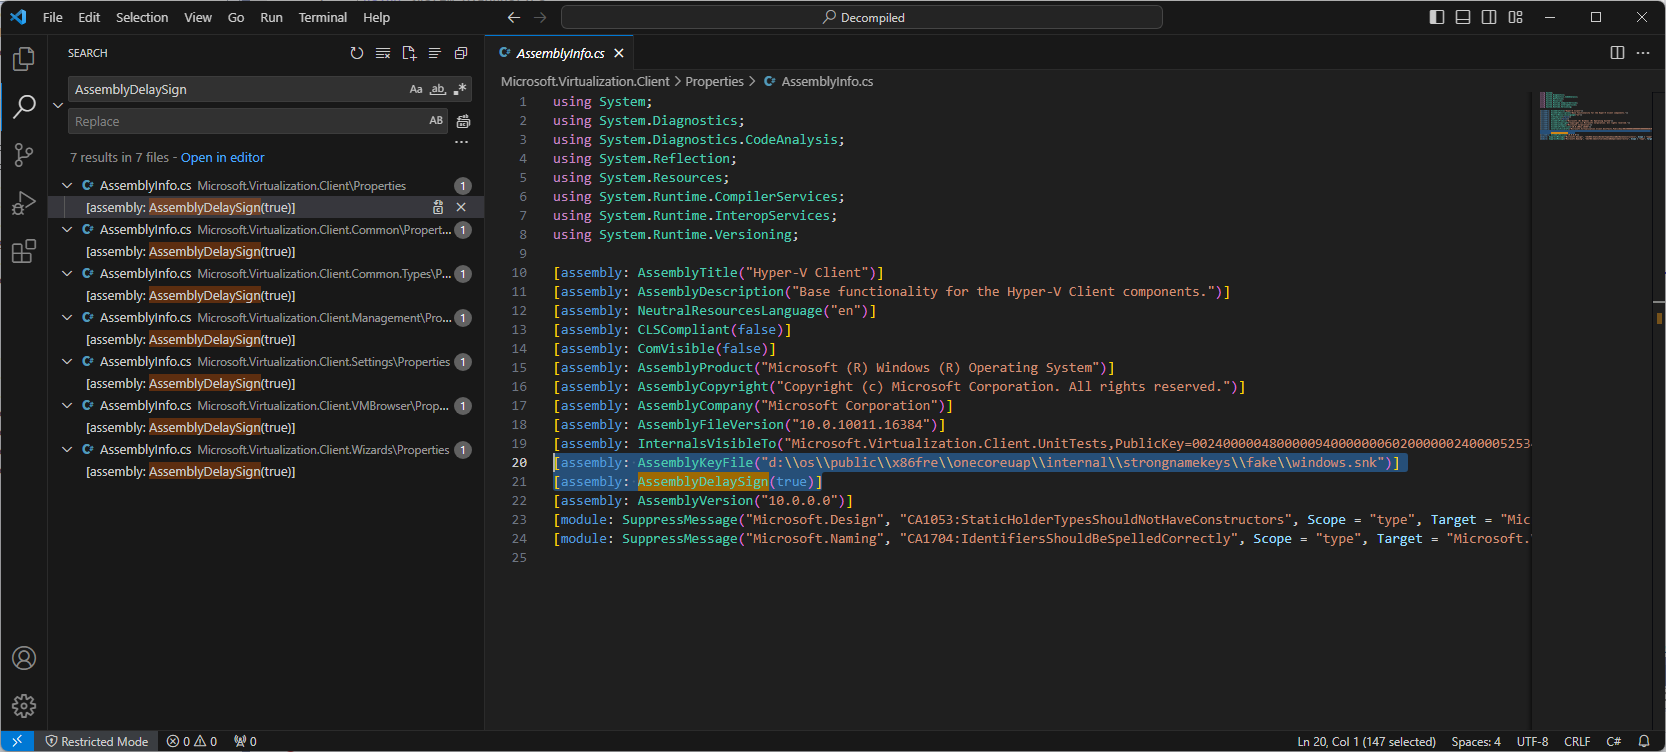 File Edit Selection View Go Run Terminal Help
Decompiled
SEARCH
AssemblyDelaySign
Aa ab .*
Replace
AB
...
7 results in 7 files - Open in editor
AssemblyInfo.cs Microsoft.Virtualization.Client\Properties 1
[assembly: AssemblyDelaySign(true)]
AssemblyInfo.cs Microsoft.Virtualization.Client.Common\Propert... 1
[assembly: AssemblyDelaySign(true)]
AssemblyInfo.cs Microsoft.Virtualization.Client.Common.Types\P... 1
[assembly: AssemblyDelaySign(true)]
AssemblyInfo.cs Microsoft.Virtualization.Client.Management\Pro... 1
[assembly: AssemblyDelaySign(true)]
AssemblyInfo.cs Microsoft.Virtualization.Client.Settings\Properties 1
[assembly: AssemblyDelaySign(true)]
AssemblyInfo.cs Microsoft.Virtualization.Client.VMBrowser\Prop... 1
[assembly: AssemblyDelaySign(true)]
AssemblyInfo.cs Microsoft.Virtualization.Client.Wizards\Properties 1
[assembly: AssemblyDelaySign(true)]
AssemblyInfo.cs
Microsoft.Virtualization.Client > Properties > AssemblyInfo.cs
1 using System;
2 using System.Diagnostics;
3 using System.Diagnostics.CodeAnalysis;
4 using System.Reflection;
5 using System.Resources;
6 using System.Runtime.CompilerServices;
7 using System.Runtime.InteropServices;
8 using System.Runtime.Versioning;
9
10 [assembly: AssemblyTitle("Hyper-V Client")]
11 [assembly: AssemblyDescription("Base functionality for the Hyper-V Client components.")]
12 [assembly: NeutralResourcesLanguage("en")]
13 [assembly: CLSCompliant(false)]
14 [assembly: ComVisible(false)]
15 [assembly: AssemblyProduct("Microsoft (R) Windows (R) Operating System")]
16 [assembly: AssemblyCopyright("Copyright (c) Microsoft Corporation. All rights reserved.")]
17 [assembly: AssemblyCompany("Microsoft Corporation")]
18 [assembly: AssemblyFileVersion("10.0.10011.16384")]
19 [assembly: InternalsVisibleTo("Microsoft.Virtualization.Client.UnitTests,PublicKey=002400000480000094000000060200000024000052534
20 [assembly: AssemblyKeyFile("d:\\os\\public\\x86fre\\onecoreuap\\internal\\strongnamekeys\\fake\\windows.snk")]
21 [assembly: AssemblyDelaySign(true)]
22 [assembly: AssemblyVersion("10.0.0.0")]
23 [module: SuppressMessage("Microsoft.Design", "CA1053:StaticHolderTypesShouldNotHaveConstructors", Scope = "type", Target = "Mic
24 [module: SuppressMessage("Microsoft.Naming", "CA1704:IdentifiersShouldBeSpelledCorrectly", Scope = "type", Target = "Microsoft.
25
Restricted Mode 0 0 0
Ln 20, Col 1 (147 selected) Spaces: 4 UTF-8 CRLF C#